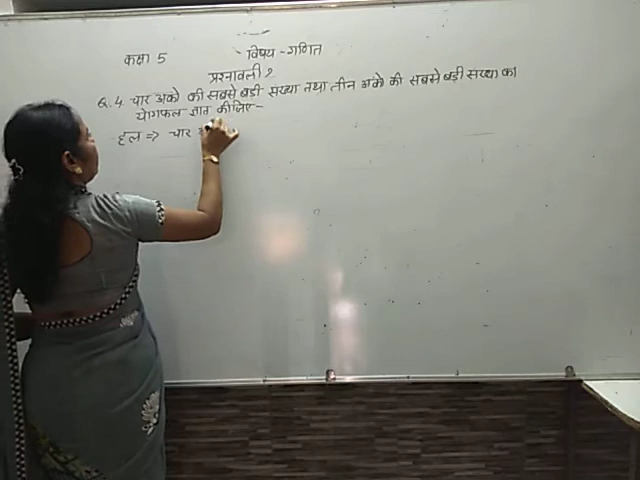 कक्षा 5 विषय - गणित
प्रश्नावली 2
Q. 4. चार अंको की सबसे बड़ी संख्या तथा तीन अंको की सबसे बड़ी संख्या का
योगफल ज्ञात कीजिए -
हल ⇒ चार